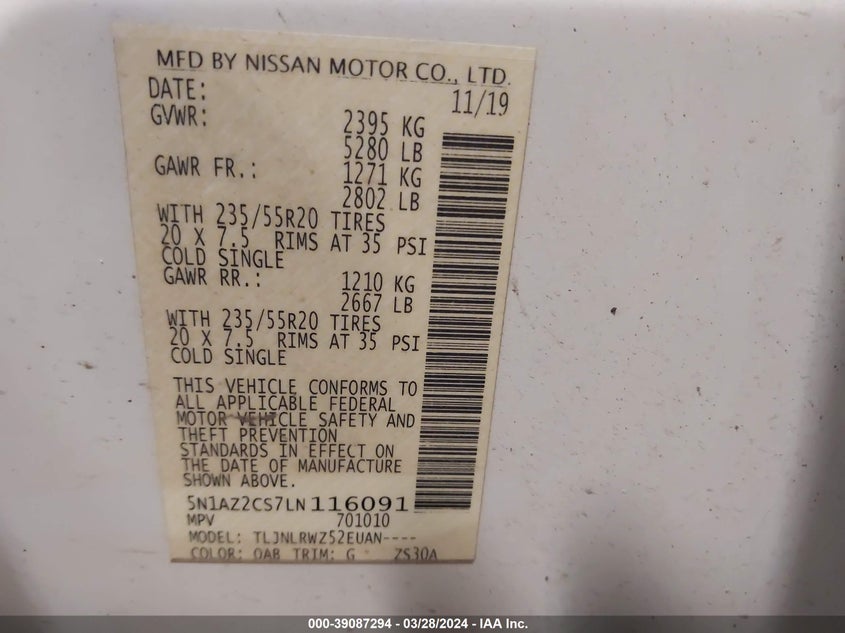 MFD BY NISSAN MOTOR CO., LTD.
DATE: 11/19
GVWR: 2395 KG
5280 LB
GAWR FR.: 1271 KG
2802 LB
WITH 235/55R20 TIRES
20 X 7.5 RIMS AT 35 PSI
COLD SINGLE
GAWR RR.: 1210 KG
2667 LB
WITH 235/55R20 TIRES
20 X 7.5 RIMS AT 35 PSI
COLD SINGLE
THIS VEHICLE CONFORMS TO
ALL APPLICABLE FEDERAL
MOTOR VEHICLE SAFETY AND
THEFT PREVENTION
STANDARDS IN EFFECT ON
THE DATE OF MANUFACTURE
SHOWN ABOVE.
5N1AZ2CS7LN116091
MPV 701010
MODEL: TLJNLRWZ52EUAN----
COLOR: QAB TRIM: G ZS30A
000-39087294 - 03/28/2024 - IAA Inc.